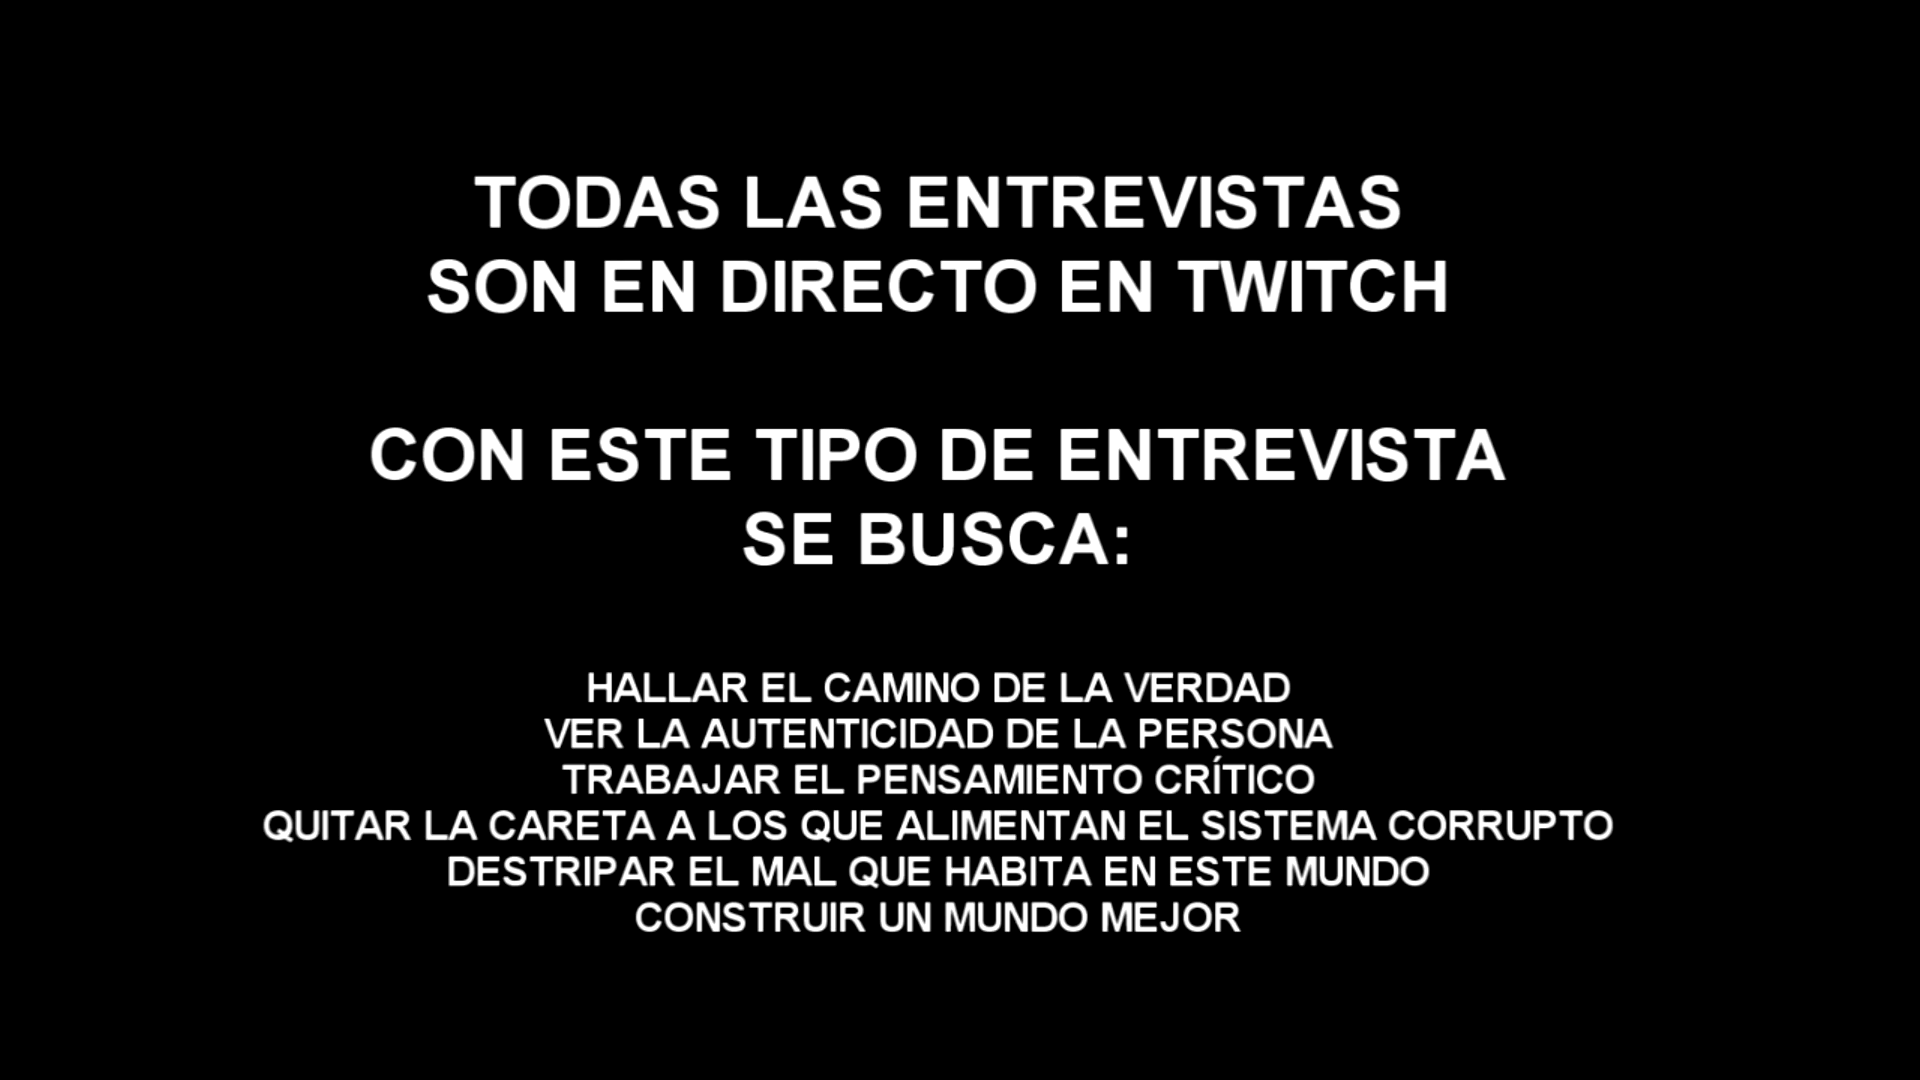 TODAS LAS ENTREVISTAS
SON EN DIRECTO EN TWITCH
CON ESTE TIPO DE ENTREVISTA
SE BUSCA:
HALLAR EL CAMINO DE LA VERDAD
VER LA AUTENTICIDAD DE LA PERSONA
TRABAJAR EL PENSAMIENTO CRÍTICO
QUITAR LA CARETA A LOS QUE ALIMENTAN EL SISTEMA CORRUPTO
DESTRIPAR EL MAL QUE HABITA EN ESTE MUNDO
CONSTRUIR UN MUNDO MEJOR